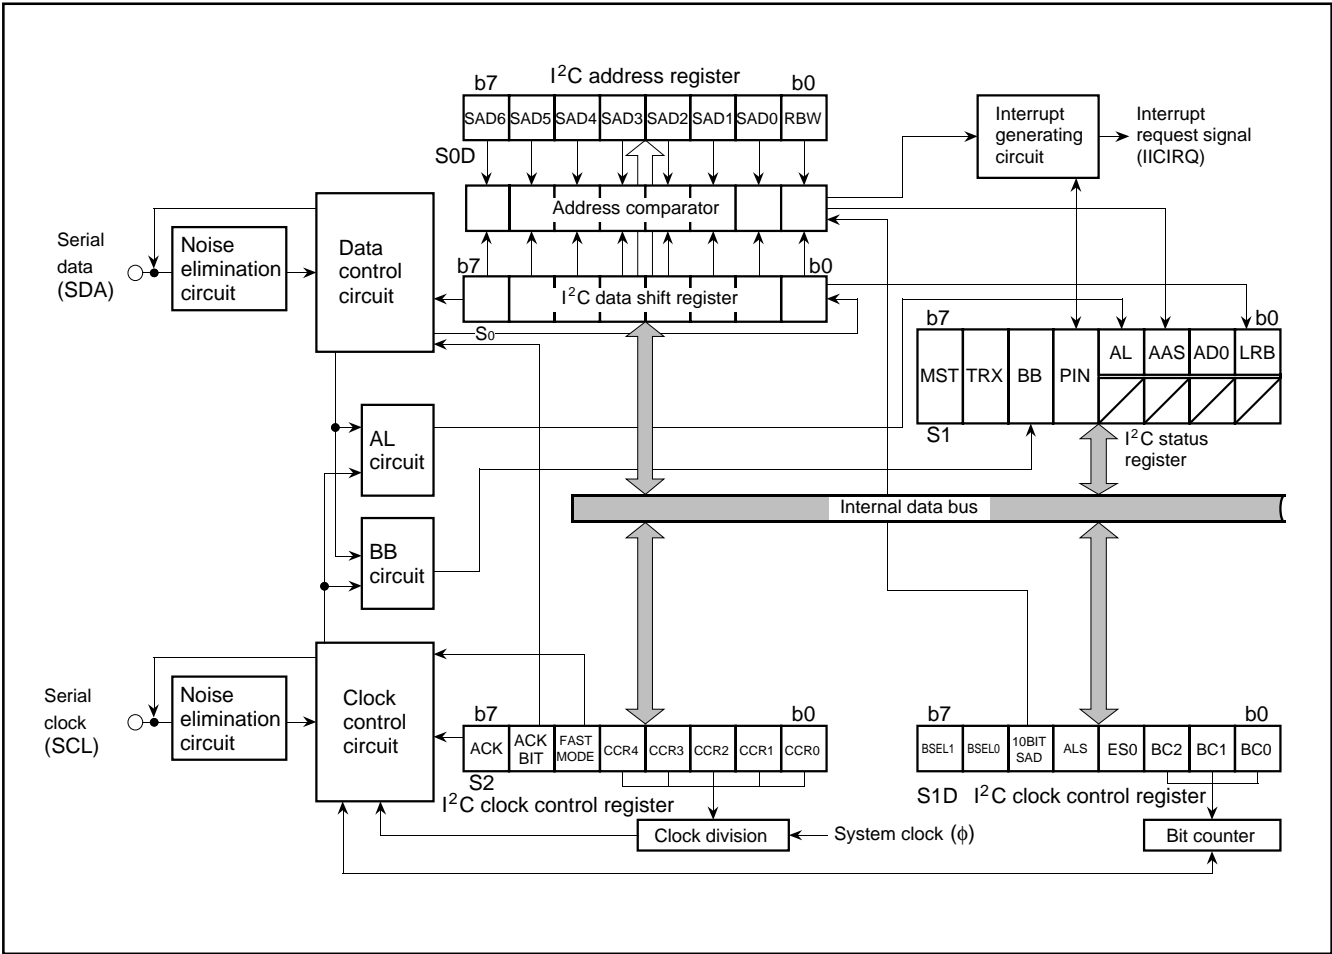 b7 I²C address register b0
SAD6 SAD5 SAD4 SAD3 SAD2 SAD1 SAD0 RBW
S0D
Interrupt
generating
circuit
Interrupt
request signal
(IICIRQ)
Address comparator
Serial
data
(SDA)
Noise
elimination
circuit
Data
control
circuit
b7 b0
I²C data shift register
S0
b7 b0
MST TRX BB PIN AL AAS AD0 LRB
S1
I²C status
register
AL
circuit
Internal data bus
BB
circuit
Serial
clock
(SCL)
Noise
elimination
circuit
Clock
control
circuit
b7 b0
ACK ACK BIT FAST MODE CCR4 CCR3 CCR2 CCR1 CCR0
S2
I²C clock control register
Clock division
System clock (ϕ)
b7 b0
BSEL1 BSEL0 10BIT SAD ALS ES0 BC2 BC1 BC0
S1D I²C clock control register
Bit counter